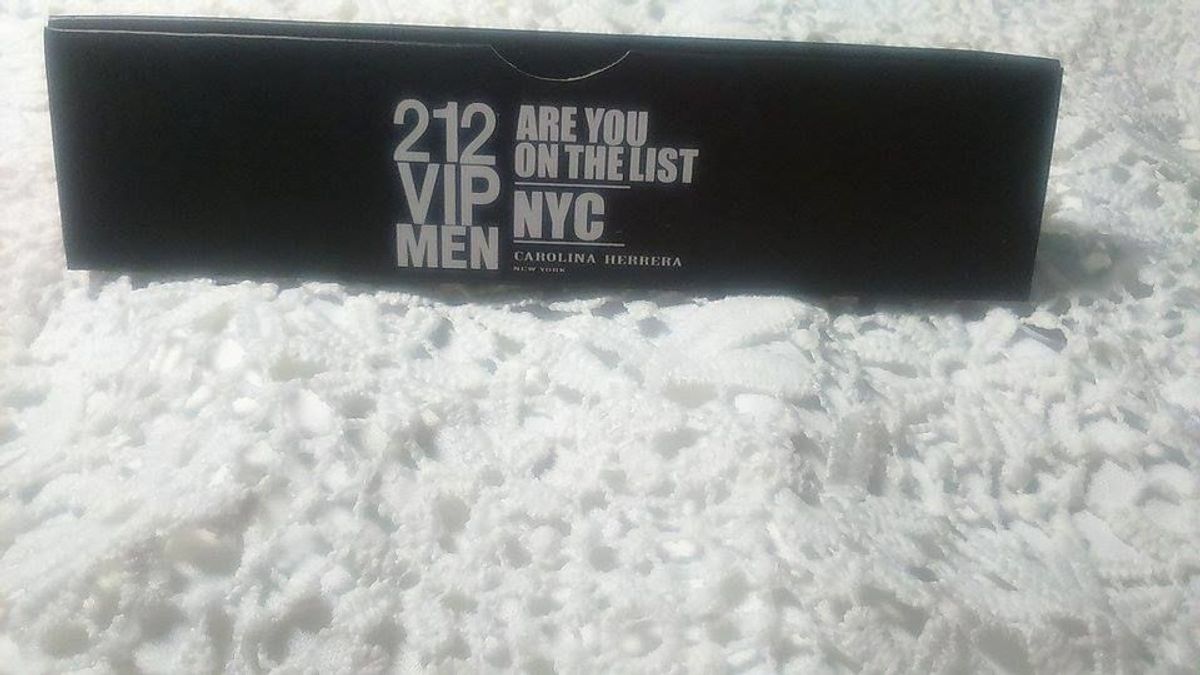 212
VIP
MEN
ARE YOU
ON THE LIST
NYC
CAROLINA HERRERA
NEW YORK